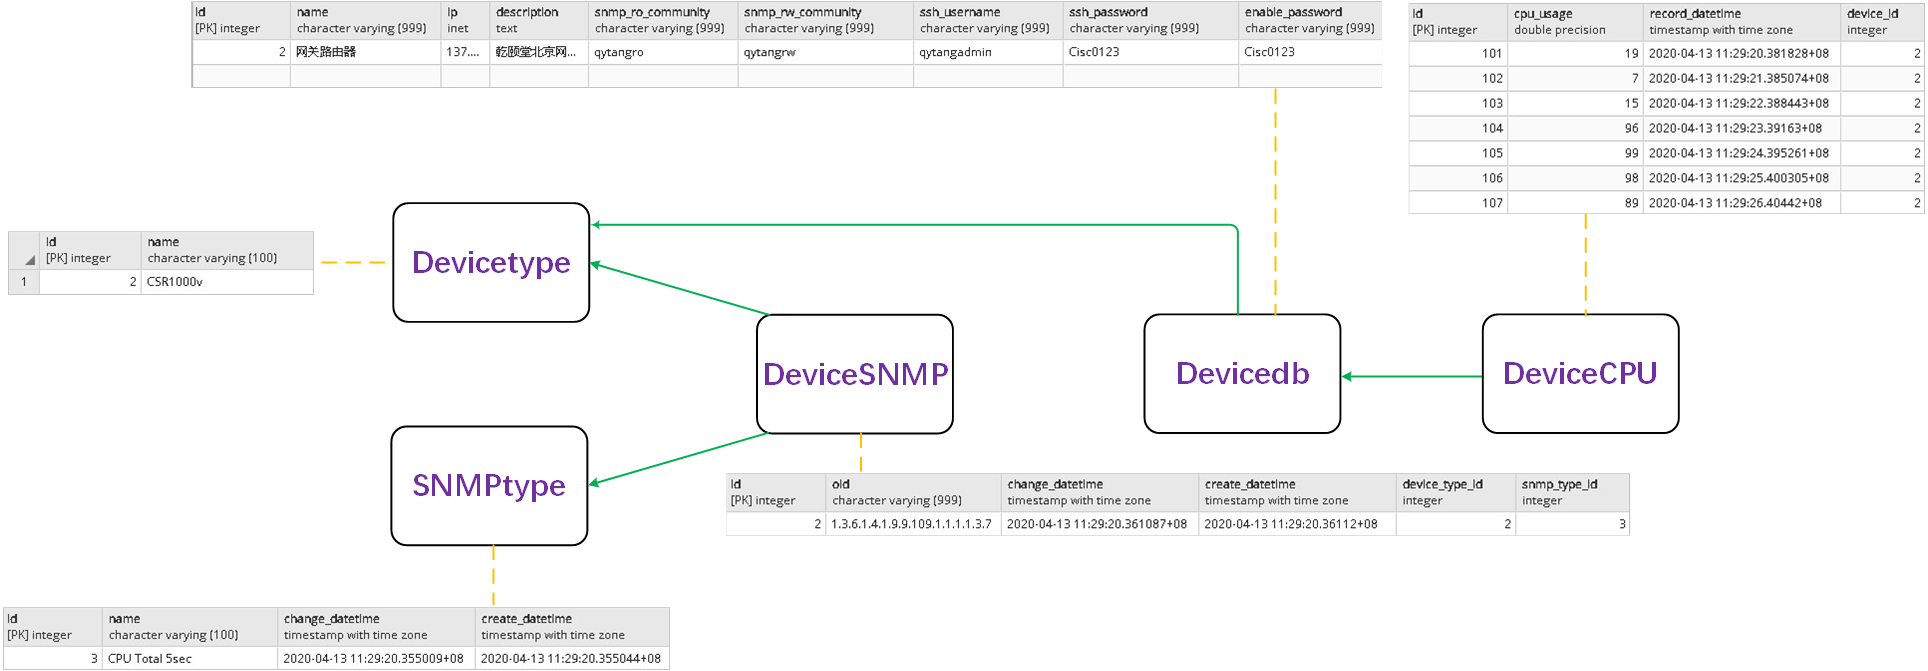 id name ip description snmp_ro_community snmp_rw_community ssh_username ssh_password enable_password
[PK] integer character varying (999) inet text character varying (999) character varying (999) character varying (999) character varying (999) character varying (999)
2 网关路由器 137.... 乾颐堂北京网... qytangro qytangrw qytangadmin Cisc0123 Cisc0123
id cpu_usage record_datetime device_id
[PK] integer double precision timestamp with time zone integer
101 19 2020-04-13 11:29:20.381828+08 2
102 7 2020-04-13 11:29:21.385074+08 2
103 15 2020-04-13 11:29:22.388443+08 2
104 96 2020-04-13 11:29:23.39163+08 2
105 99 2020-04-13 11:29:24.395261+08 2
106 98 2020-04-13 11:29:25.400305+08 2
107 89 2020-04-13 11:29:26.40442+08 2
id name
[PK] integer character varying (100)
1 2 CSR1000v
Devicetype
DeviceSNMP
Devicedb
DeviceCPU
SNMPtype
id oid change_datetime create_datetime device_type_id snmp_type_id
[PK] integer character varying (999) timestamp with time zone timestamp with time zone integer integer
2 1.3.6.1.4.1.9.9.109.1.1.1.1.3.7 2020-04-13 11:29:20.361087+08 2020-04-13 11:29:20.36112+08 2 3
id name change_datetime create_datetime
[PK] integer character varying (100) timestamp with time zone timestamp with time zone
3 CPU Total 5sec 2020-04-13 11:29:20.355009+08 2020-04-13 11:29:20.355044+08